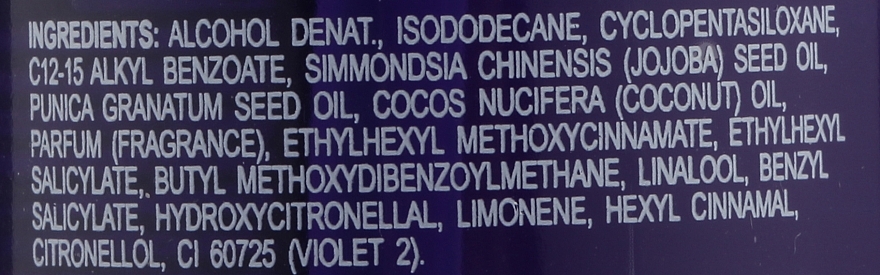 INGREDIENTS: ALCOHOL DENAT., ISODODECANE, CYCLOPENTASILOXANE,
C12-15 ALKYL BENZOATE, SIMMONDSIA CHINENSIS (JOJOBA) SEED OIL,
PUNICA GRANATUM SEED OIL, COCOS NUCIFERA (COCONUT) OIL,
PARFUM (FRAGRANCE), ETHYLHEXYL METHOXYCINNAMATE, ETHYLHEXYL
SALICYLATE, BUTYL METHOXYDIBENZOYLMETHANE, LINALOOL, BENZYL
SALICYLATE, HYDROXYCITRONELLAL, LIMONENE, HEXYL CINNAMAL,
CITRONELLOL, CI 60725 (VIOLET 2).